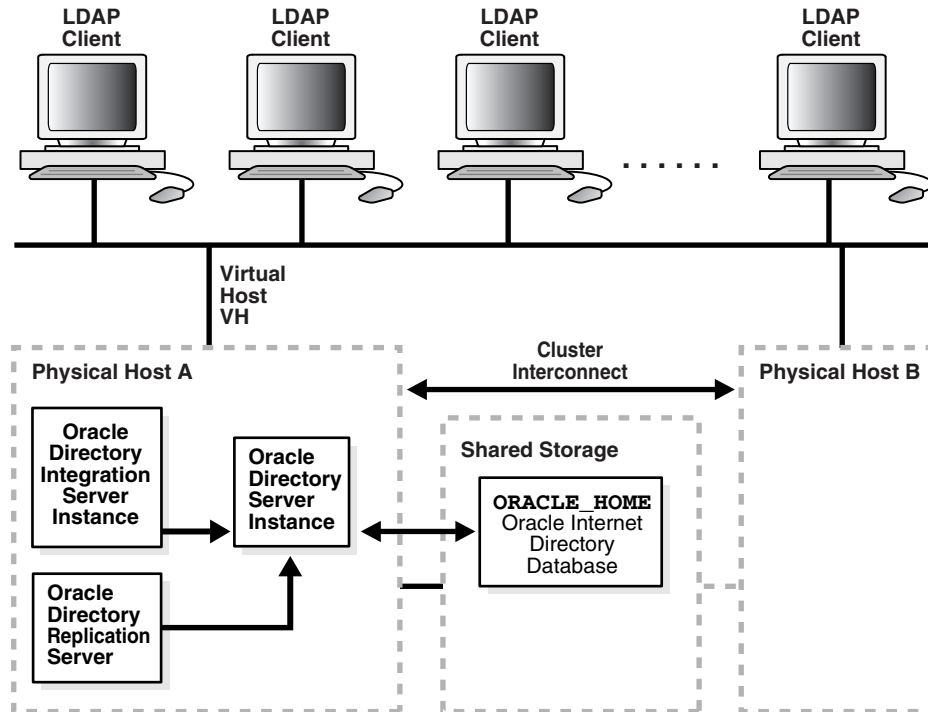 LDAP
Client
LDAP
Client
LDAP
Client
LDAP
Client
. . . . . .
Virtual
Host
VH
Physical Host A
Cluster
Interconnect
Physical Host B
Oracle
Directory
Integration
Server
Instance
Oracle
Directory
Server
Instance
Shared Storage
ORACLE_HOME
Oracle Internet
Directory
Database
Oracle
Directory
Replication
Server